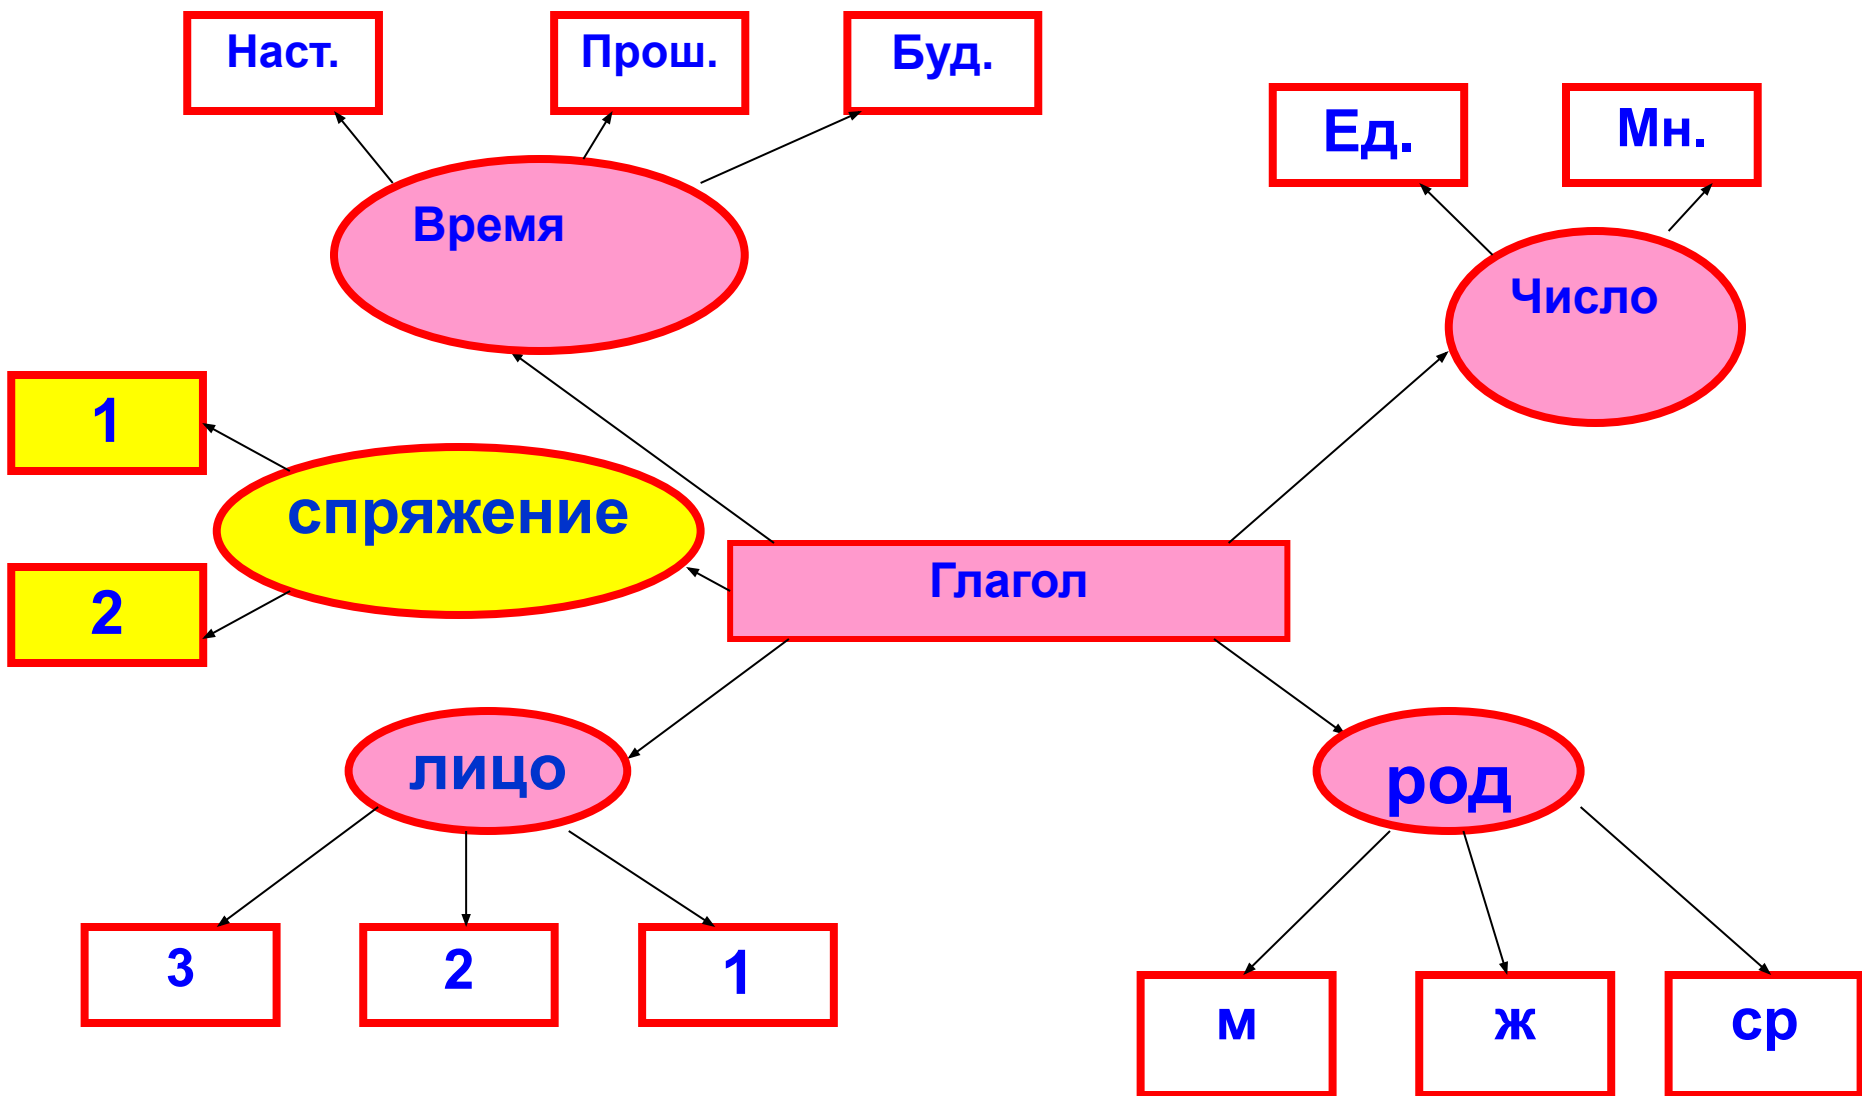 Наст.
Прош.
Буд.
Ед.
Мн.
Время
Число
1
спряжение
2
Глагол
лицо
род
3
2
1
м
ж
ср